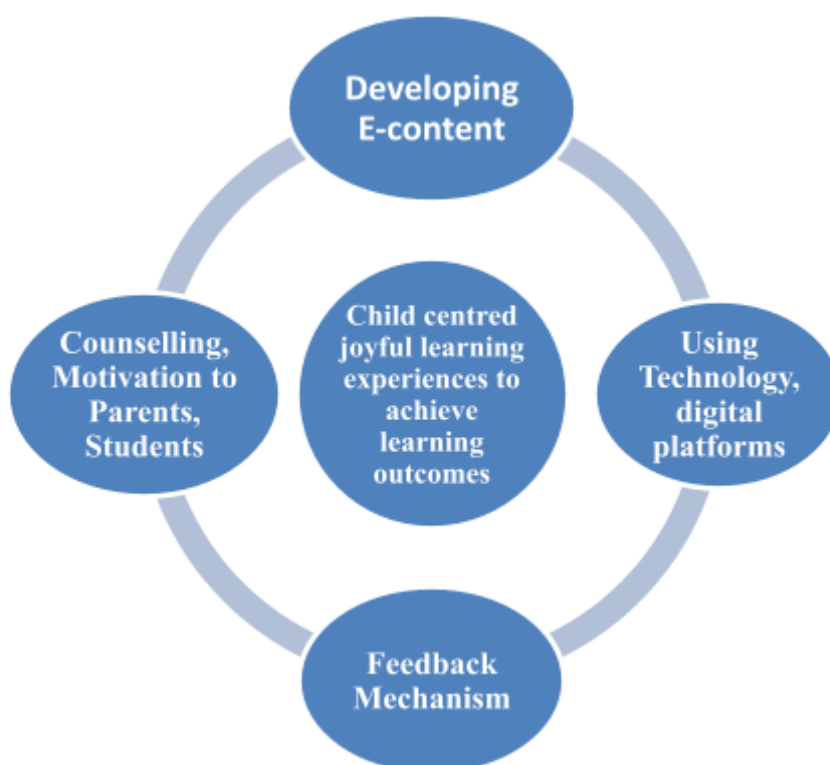 Developing
E-content
Counselling,
Motivation to
Parents,
Students
Child centred
joyful learning
experiences to
achieve
learning
outcomes
Using
Technology,
digital
platforms
Feedback
Mechanism